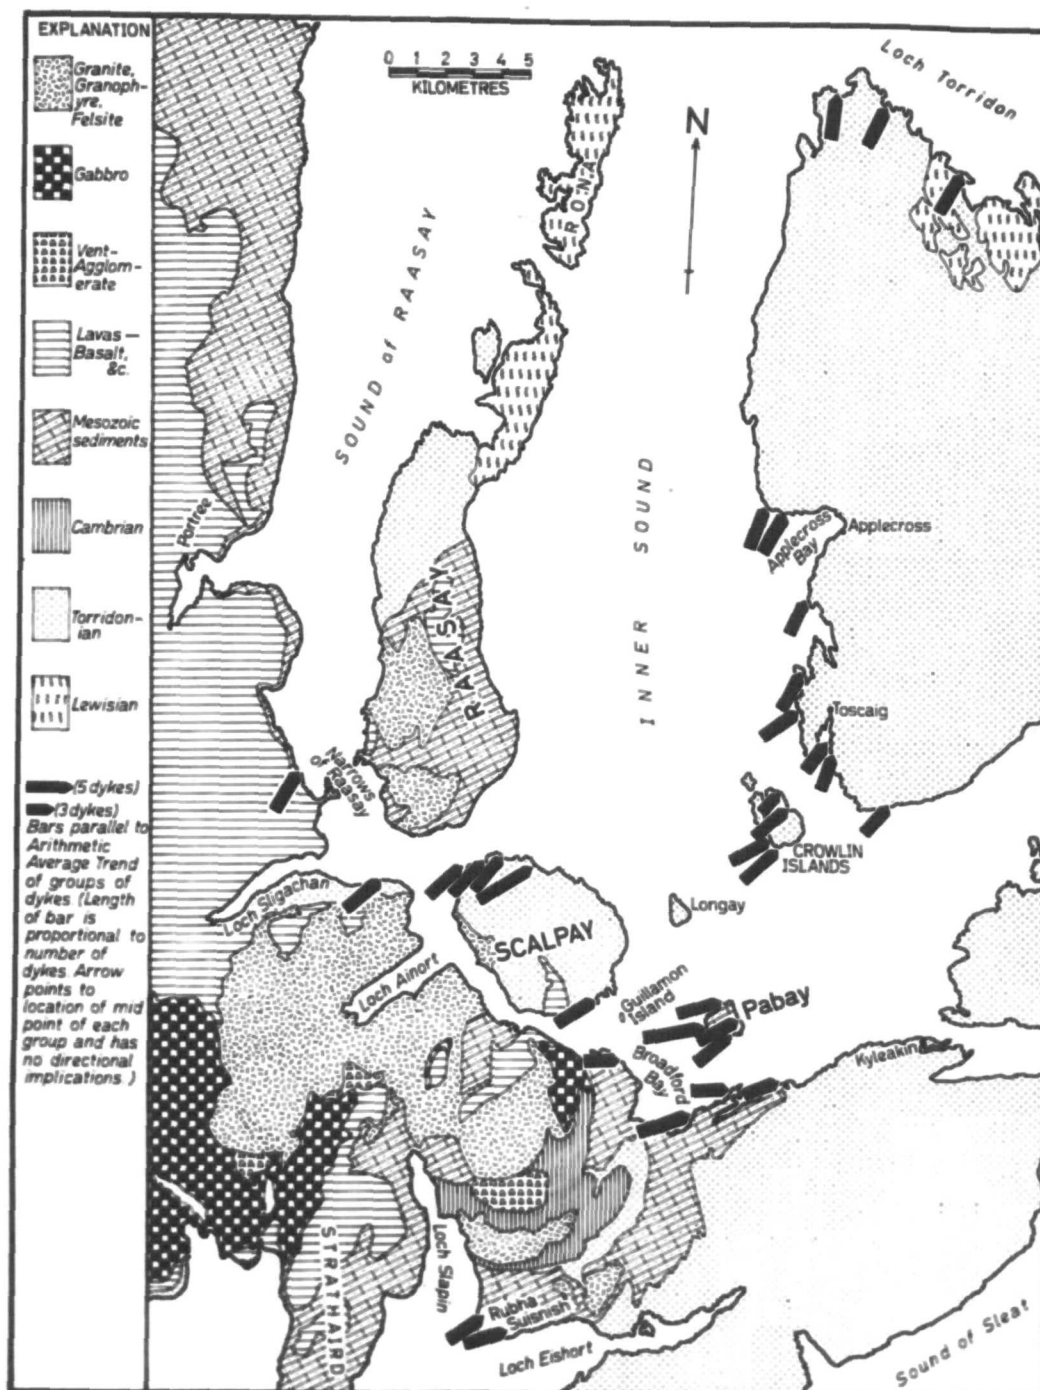 EXPLANATION
Granite,
Granoph-
yre,
Felsite
Gabbro
Vent-
Agglom-
erate
Lavas —
Basalt,
&c.
Mesozoic
sediments
Cambrian
Torridon-
ian
Lewisian
(5 dykes)
(3 dykes)
Bars parallel to
Arithmetic
Average Trend
of groups of
dykes (Length
of bar is
proportional to
number of
dykes. Arrow
points to
location of mid
point of each
group and has
no directional
implications.)
0 1 2 3 4 5
KILOMETRES
N
Loch Torridon
RONA
SOUND of RAASAY
INNER SOUND
Portree
RAASAY
Applecross
Bay
Applecross
Toscaig
Narrows
of
Raasay
CROWLIN
ISLANDS
Longay
Loch Sligachan
SCALPAY
Loch Ainort
Guillamon
Island
Pabay
Broadford
Bay
Kyleakin
STRATHAIRD
Loch Slapin
Rubha
Suisnish
Loch Eishort
Sound of Sleat